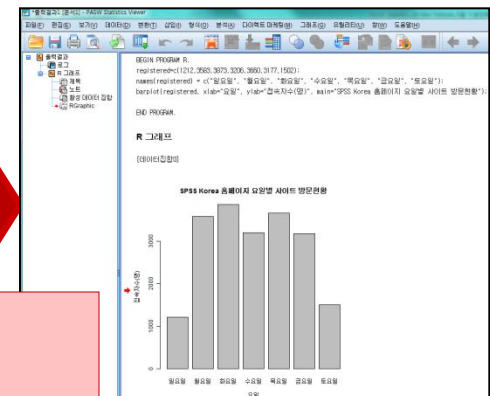 *출력결과1 [문서1] - PASW Statistics Viewer
파일(F) 편집(E) 보기(V) 데이터(D) 변환(T) 삽입(I) 형식(O) 분석(A) 다이렉트 마케팅(M) 그래프(G) 유틸리티(U) 창(W) 도움말(H)
출력결과
로그
R 그래프
제목
노트
활성 데이터 집합
RGraphic
BEGIN PROGRAM R.
registered=c(1212,3583,3873,3206,3660,3177,1502);
names(registered) = c("일요일", "월요일", "화요일", "수요일", "목요일", "금요일", "토요일");
barplot(registered, xlab="요일", ylab="접속자수(명)", main="SPSS Korea 홈페이지 요일별 사이트 방문현황");
END PROGRAM.
R 그래프
[데이터집합0]
SPSS Korea 홈페이지 요일별 사이트 방문현황
접속자수(명)
3000
2000
1000
0
일요일 월요일 화요일 수요일 목요일 금요일 토요일
요일